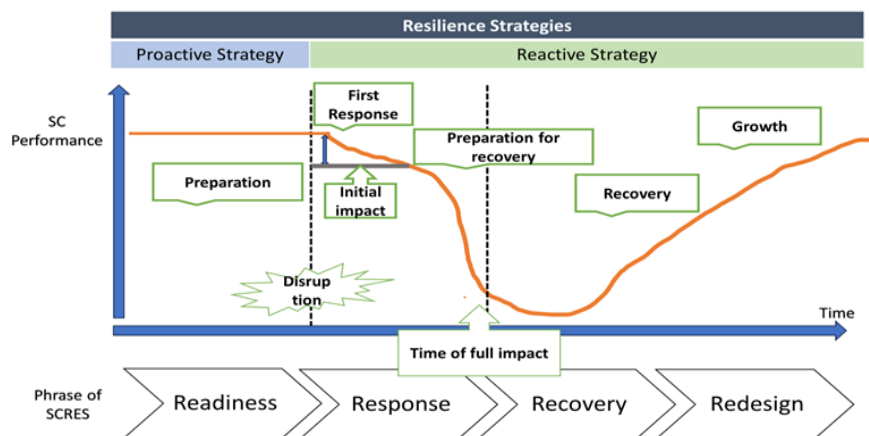 Resilience Strategies
Proactive Strategy
Reactive Strategy
SC
Performance
First
Response
Preparation for
recovery
Growth
Preparation
Initial
impact
Recovery
Disrup
tion
Time
Time of full impact
Phrase of
SCRES
Readiness
Response
Recovery
Redesign